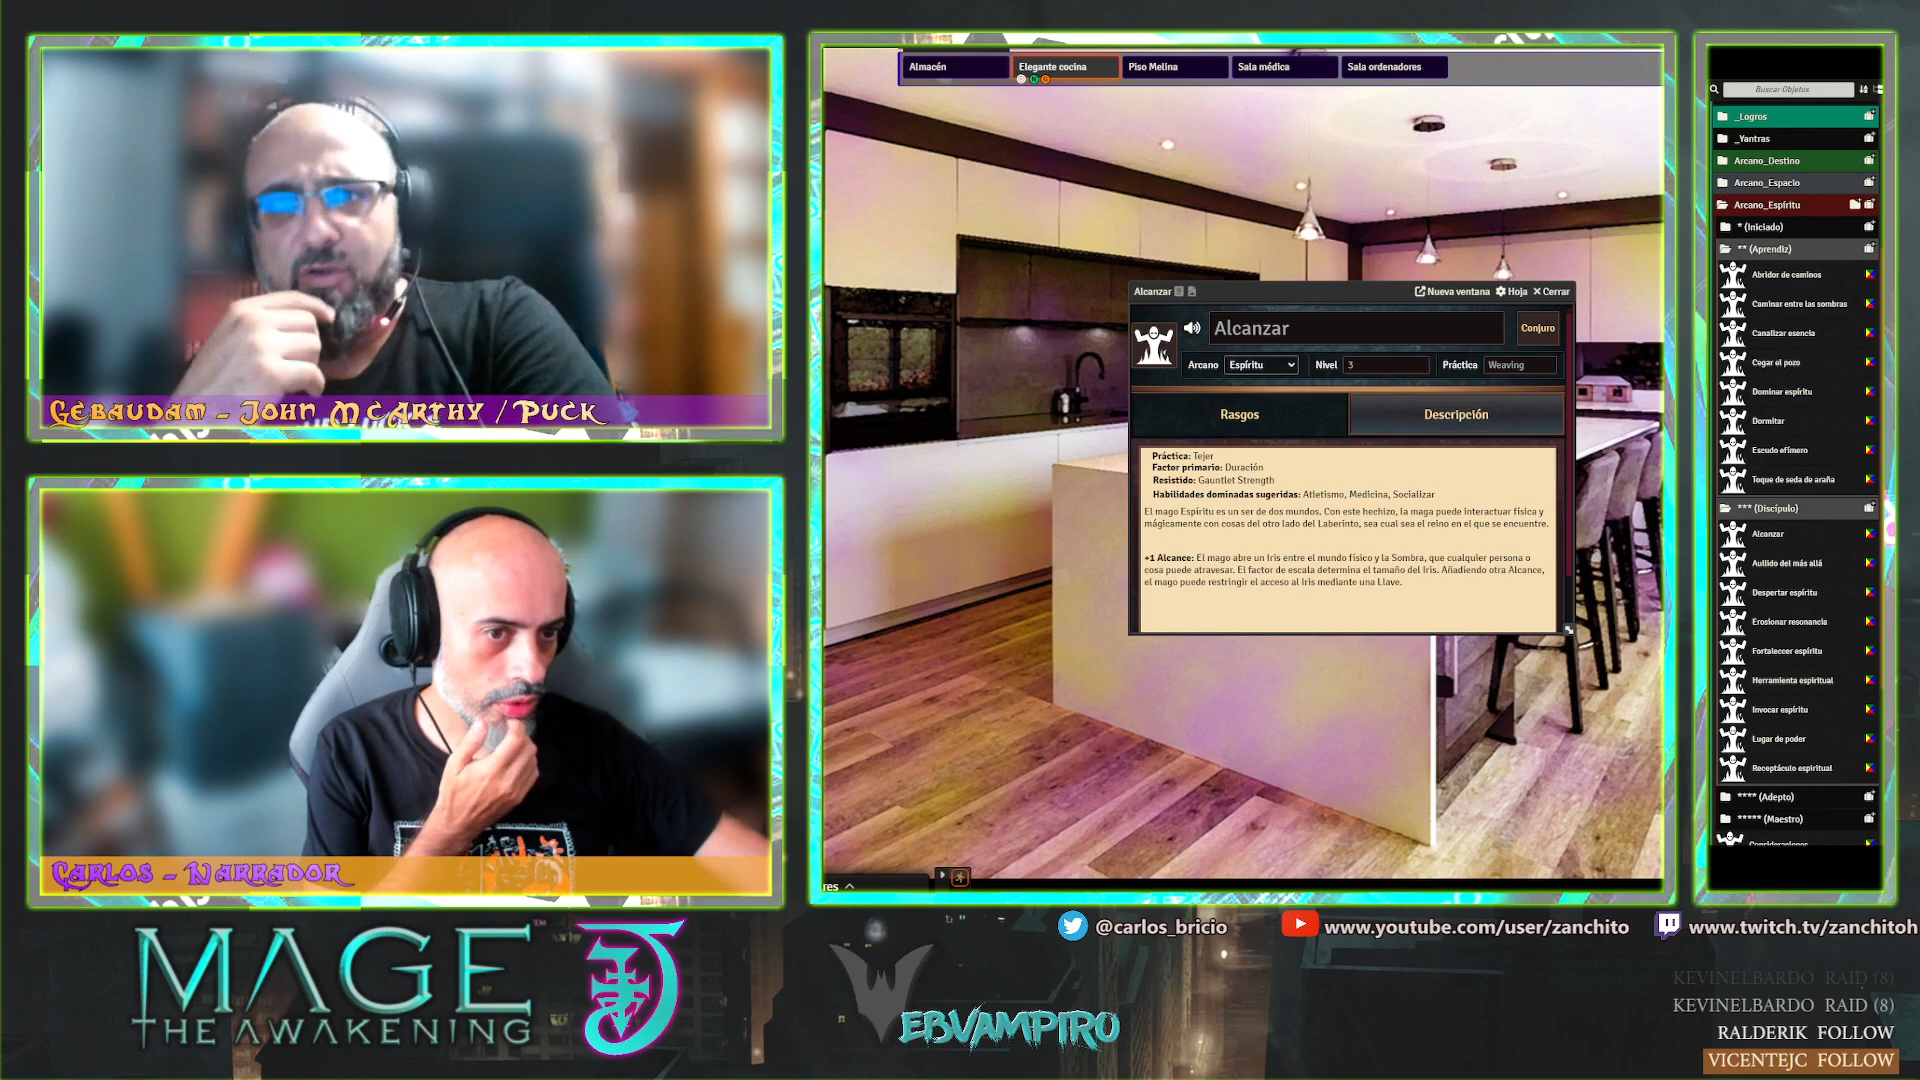 GEBAUDAM - JOHN MCARTHY / PUCK
CARLOS - NARRADOR
Almacén
Elegante cocina
Piso Melina
Sala médica
Sala ordenadores
Alcanzar
Nueva ventana
Hoja
Cerrar
Alcanzar
Conjuro
Arcano
Espíritu
Nivel
3
Práctica
Weaving
Rasgos
Descripción
Práctica: Tejer
Factor primario: Duración
Resistido: Gauntlet Strength
Habilidades dominadas sugeridas: Atletismo, Medicina, Socializar
El mago Espíritu es un ser de dos mundos. Con este hechizo, la maga puede interactuar física y
mágicamente con cosas del otro lado del Laberinto, sea cual sea el reino en el que se encuentre.
+1 Alcance: El mago abre un Iris entre el mundo físico y la Sombra, que cualquier persona o
cosa puede atravesar. El factor de escala determina el tamaño del Iris. Añadiendo otra Alcance,
el mago puede restringir el acceso al Iris mediante una Llave.
res
Buscar Objetos
_Logros
_Yantras
Arcano_Destino
Arcano_Espacio
Arcano_Espíritu
* (Iniciado)
** (Aprendiz)
Abridor de caminos
Caminar entre las sombras
Canalizar esencia
Cegar el pozo
Dominar espíritu
Dormitar
Escudo efímero
Toque de seda de araña
*** (Discípulo)
Alcanzar
Aullido del más allá
Despertar espíritu
Erosionar resonancia
Fortaleccer espíritu
Herramienta espiritual
Invocar espíritu
Lugar de poder
Receptáculo espiritual
**** (Adepto)
***** (Maestro)
Consideraciones
@carlos_bricio
www.youtube.com/user/zanchito
www.twitch.tv/zanchitoh
MAGE™
THE AWAKENING
WEBVAMPIRO
KEVINELBARDO RAID (8)
KEVINELBARDO RAID (8)
RALDERIK FOLLOW
VICENTEJC FOLLOW